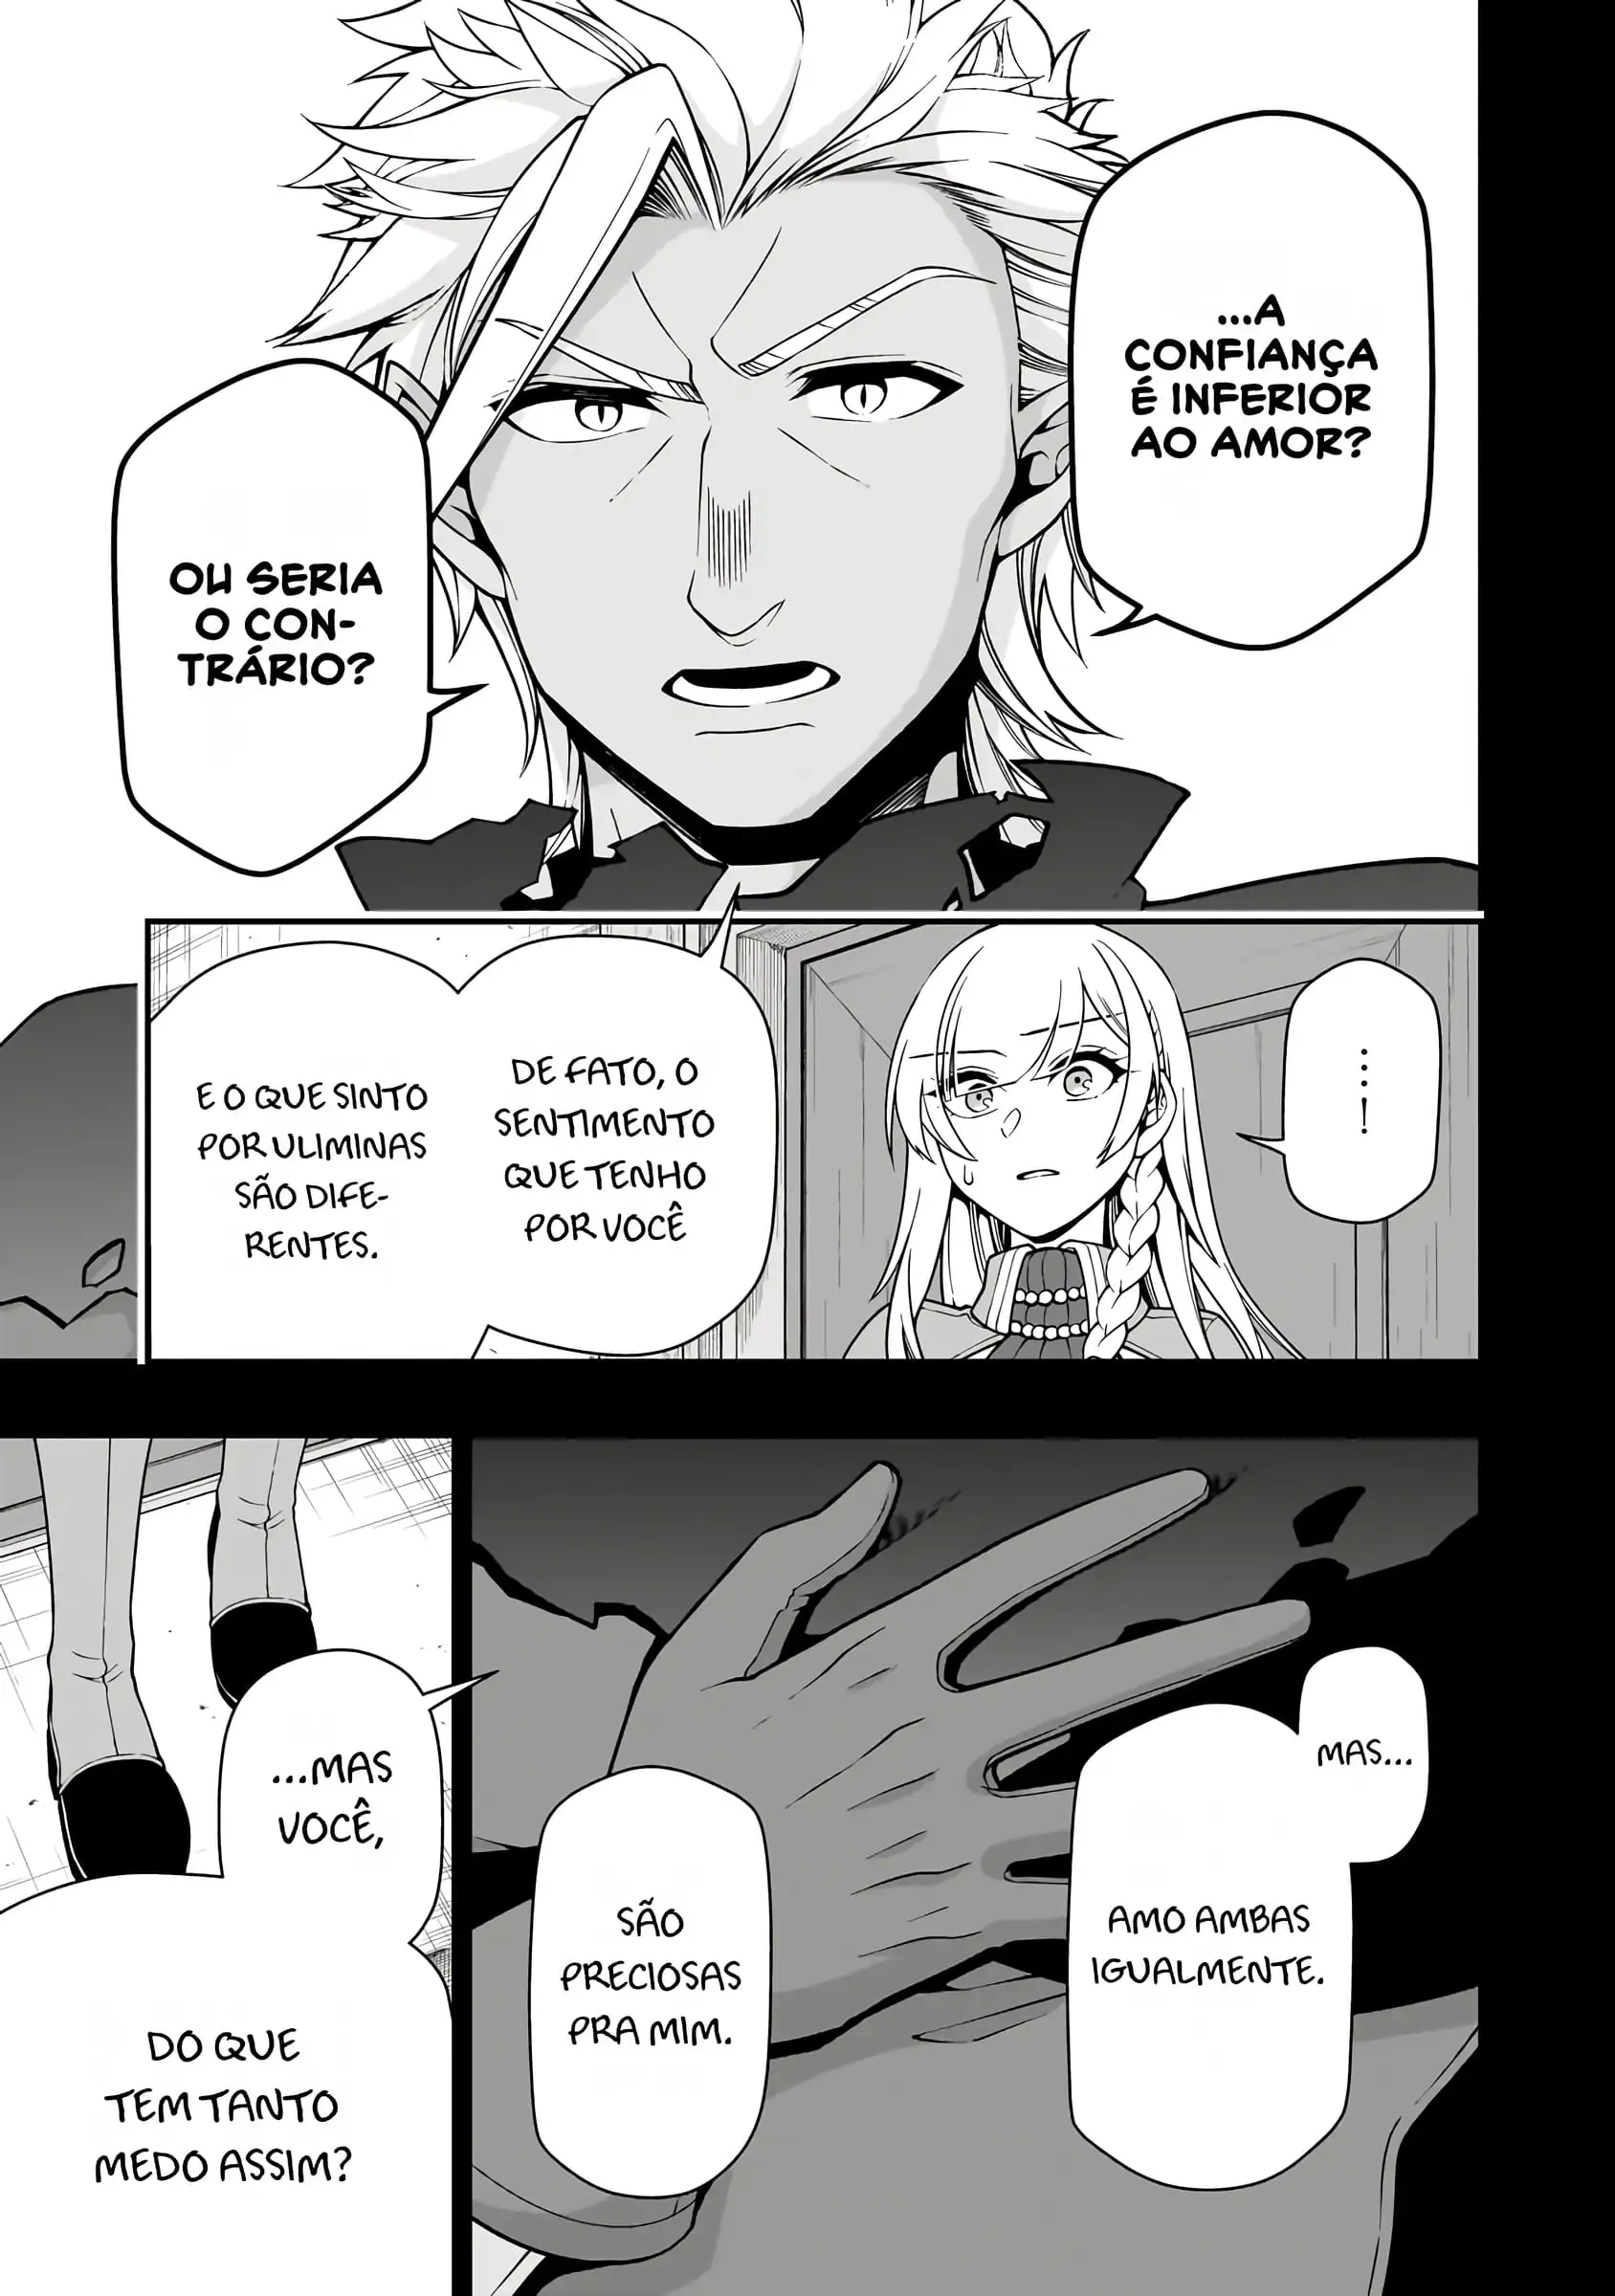 ...A
CONFIANÇA
É INFERIOR
AO AMOR?
OU SERIA
O CON-
TRÁRIO?
...!
DE FATO, O
SENTIMENTO
QUE TENHO
POR VOCÊ
E O QUE SINTO
POR ULIMINAS
SÃO DIFE-
RENTES.
MAS...
AMO AMBAS
IGUALMENTE.
SÃO
PRECIOSAS
PRA MIM.
...MAS
VOCÊ,
DO QUE
TEM TANTO
MEDO ASSIM?